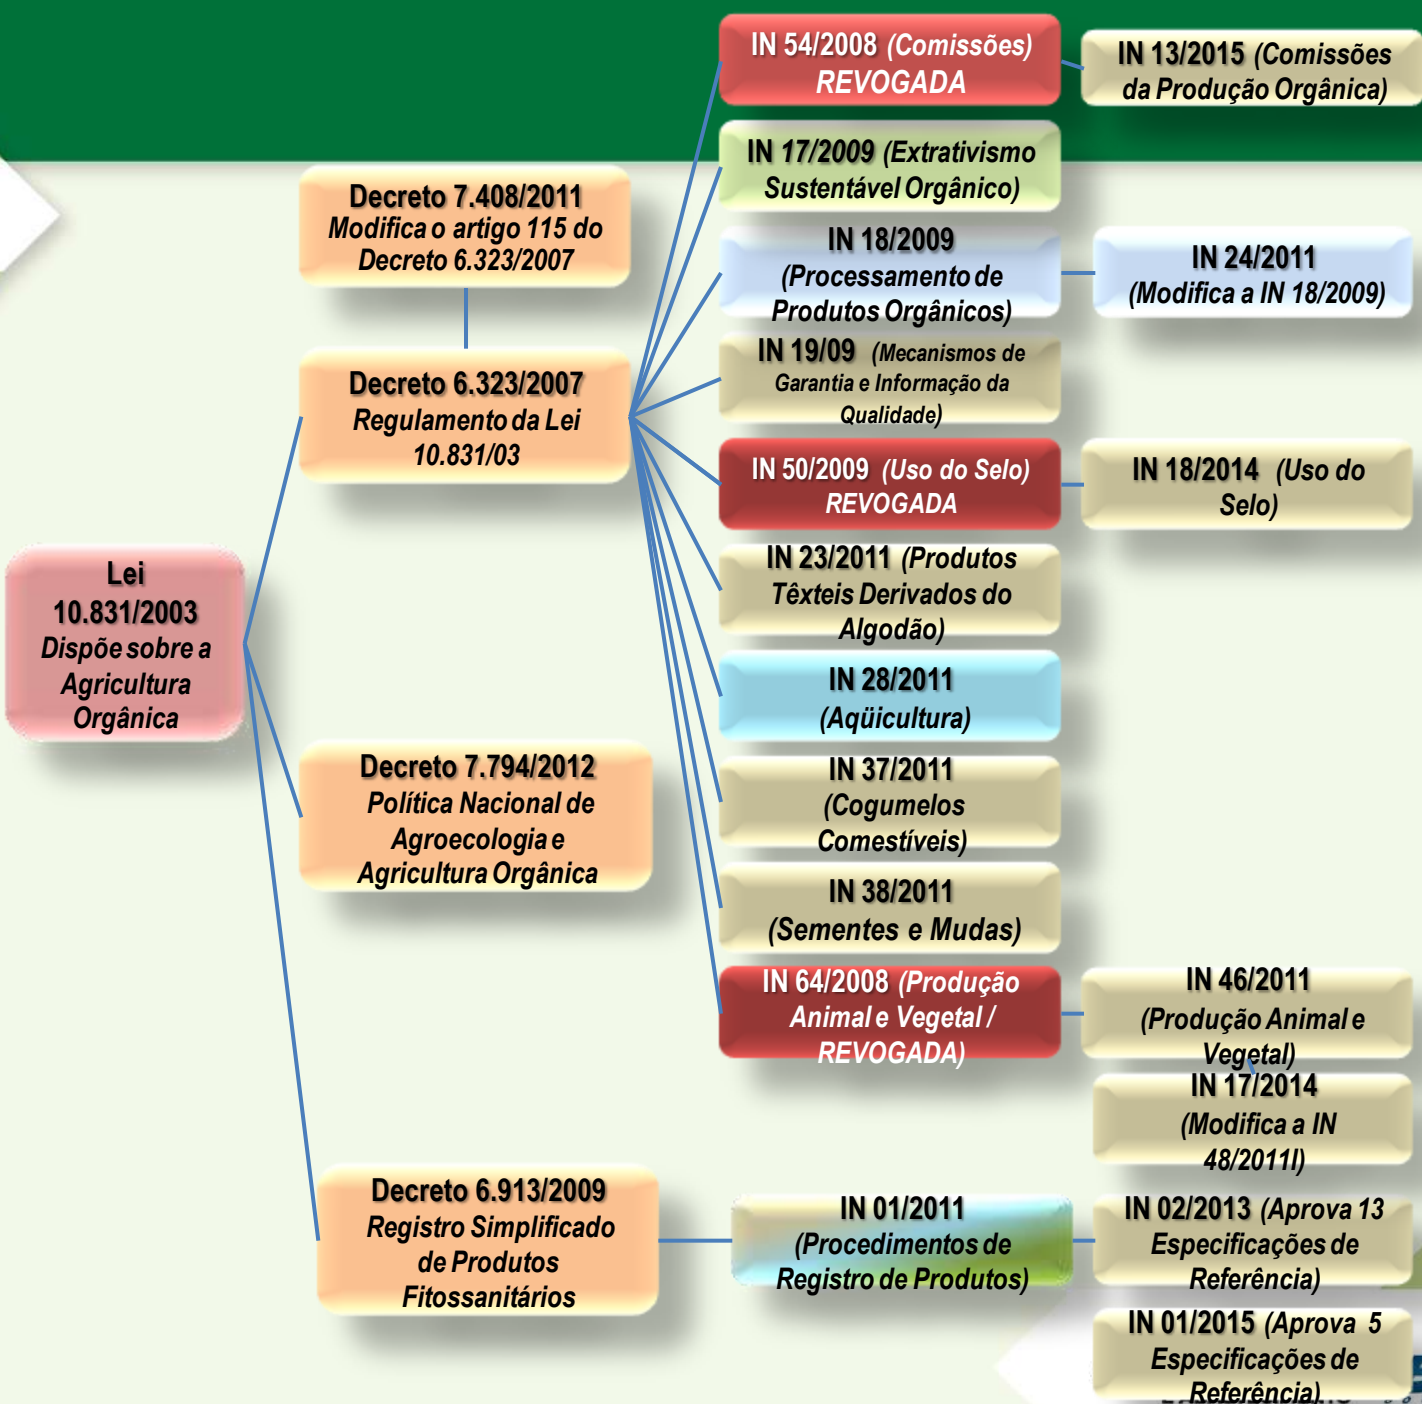 Lei
10.831/2003
Dispõe sobre a
Agricultura
Orgânica
Decreto 7.408/2011
Modifica o artigo 115 do
Decreto 6.323/2007
Decreto 6.323/2007
Regulamento da Lei
10.831/03
Decreto 7.794/2012
Política Nacional de
Agroecologia e
Agricultura Orgânica
Decreto 6.913/2009
Registro Simplificado
de Produtos
Fitossanitários
IN 54/2008 (Comissões)
REVOGADA
IN 13/2015 (Comissões
da Produção Orgânica)
IN 17/2009 (Extrativismo
Sustentável Orgânico)
IN 18/2009
(Processamento de
Produtos Orgânicos)
IN 24/2011
(Modifica a IN 18/2009)
IN 19/09 (Mecanismos de
Garantia e Informação da
Qualidade)
IN 50/2009 (Uso do Selo)
REVOGADA
IN 18/2014 (Uso do
Selo)
IN 23/2011 (Produtos
Têxteis Derivados do
Algodão)
IN 28/2011
(Aqüicultura)
IN 37/2011
(Cogumelos
Comestíveis)
IN 38/2011
(Sementes e Mudas)
IN 64/2008 (Produção
Animal e Vegetal /
REVOGADA)
IN 46/2011
(Produção Animal e
Vegetal)
IN 17/2014
(Modifica a IN
48/2011I)
IN 01/2011
(Procedimentos de
Registro de Produtos)
IN 02/2013 (Aprova 13
Especificações de
Referência)
IN 01/2015 (Aprova 5
Especificações de
Referência)